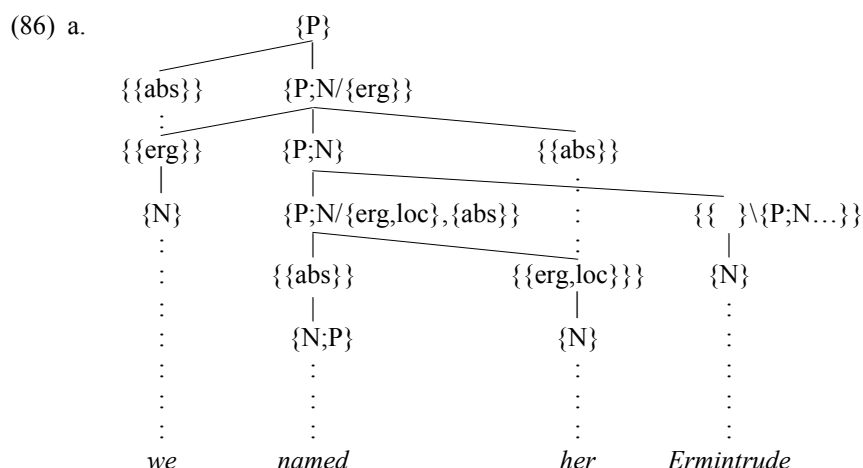 (86) a. {P}
{{abs}} {P;N/{erg}}
{{erg}} {P;N} {{abs}}
{N} {P;N/{erg,loc},{abs}} {{ }\{P;N…}}
{{abs}} {{erg,loc}}} {N}
{N;P} {N}
we named her Ermintrude